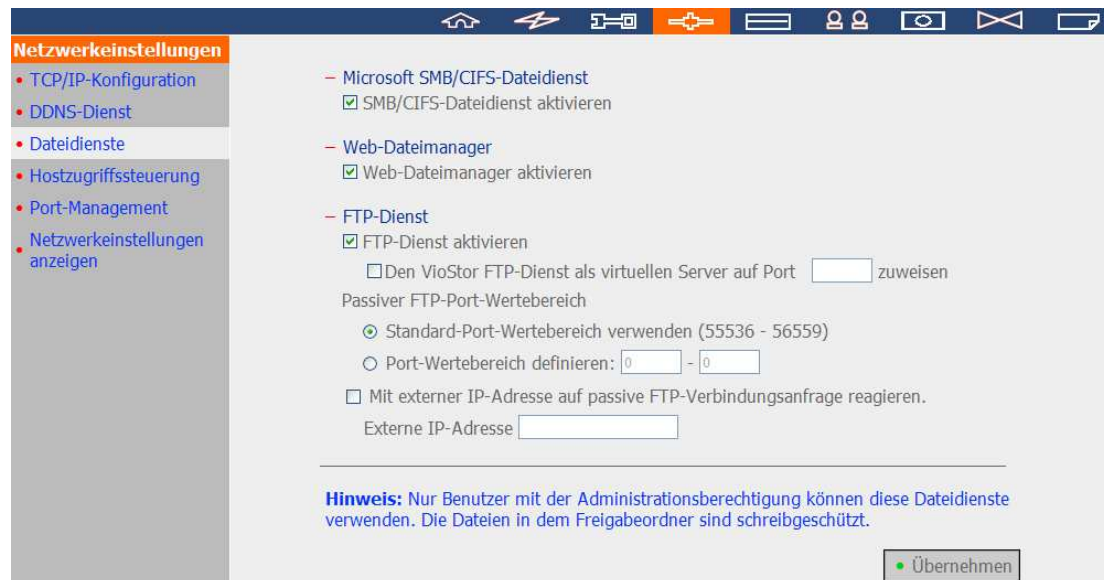 Netzwerkeinstellungen
• TCP/IP-Konfiguration
• DDNS-Dienst
• Dateidienste
• Hostzugriffssteuerung
• Port-Management
• Netzwerkeinstellungen
anzeigen
– Microsoft SMB/CIFS-Dateidienst
SMB/CIFS-Dateidienst aktivieren
– Web-Dateimanager
Web-Dateimanager aktivieren
– FTP-Dienst
FTP-Dienst aktivieren
Den VioStor FTP-Dienst als virtuellen Server auf Port zuweisen
Passiver FTP-Port-Wertebereich
Standard-Port-Wertebereich verwenden (55536 - 56559)
Port-Wertebereich definieren: 0 - 0
Mit externer IP-Adresse auf passive FTP-Verbindungsanfrage reagieren.
Externe IP-Adresse
Hinweis: Nur Benutzer mit der Administrationsberechtigung können diese Dateidienste
verwenden. Die Dateien in dem Freigabeordner sind schreibgeschützt.
• Übernehmen